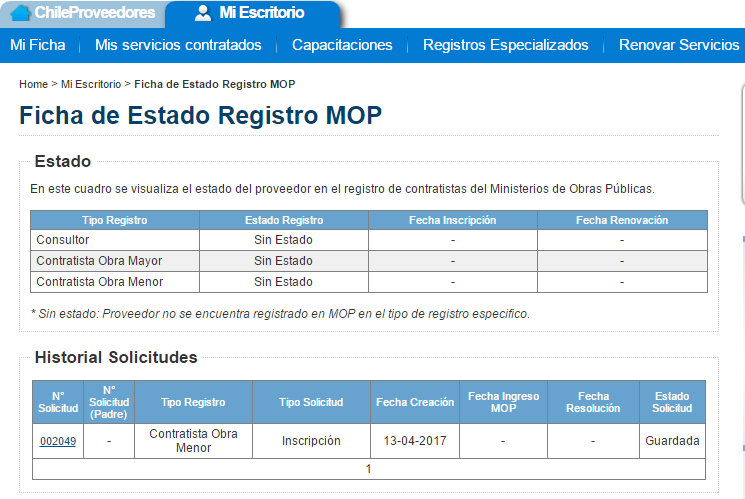 ChileProveedores Mi Escritorio
Mi Ficha Mis servicios contratados Capacitaciones Registros Especializados Renovar Servicios
Home > Mi Escritorio > Ficha de Estado Registro MOP
Ficha de Estado Registro MOP
Estado
En este cuadro se visualiza el estado del proveedor en el registro de contratistas del Ministerios de Obras Públicas.
Tipo Registro Estado Registro Fecha Inscripción Fecha Renovación
Consultor Sin Estado - -
Contratista Obra Mayor Sin Estado - -
Contratista Obra Menor Sin Estado - -
* Sin estado: Proveedor no se encuentra registrado en MOP en el tipo de registro especifico.
Historial Solicitudes
N° Solicitud N° Solicitud (Padre) Tipo Registro Tipo Solicitud Fecha Creación Fecha Ingreso MOP Fecha Resolución Estado Solicitud
002049 - Contratista Obra Menor Inscripción 13-04-2017 - - Guardada
1